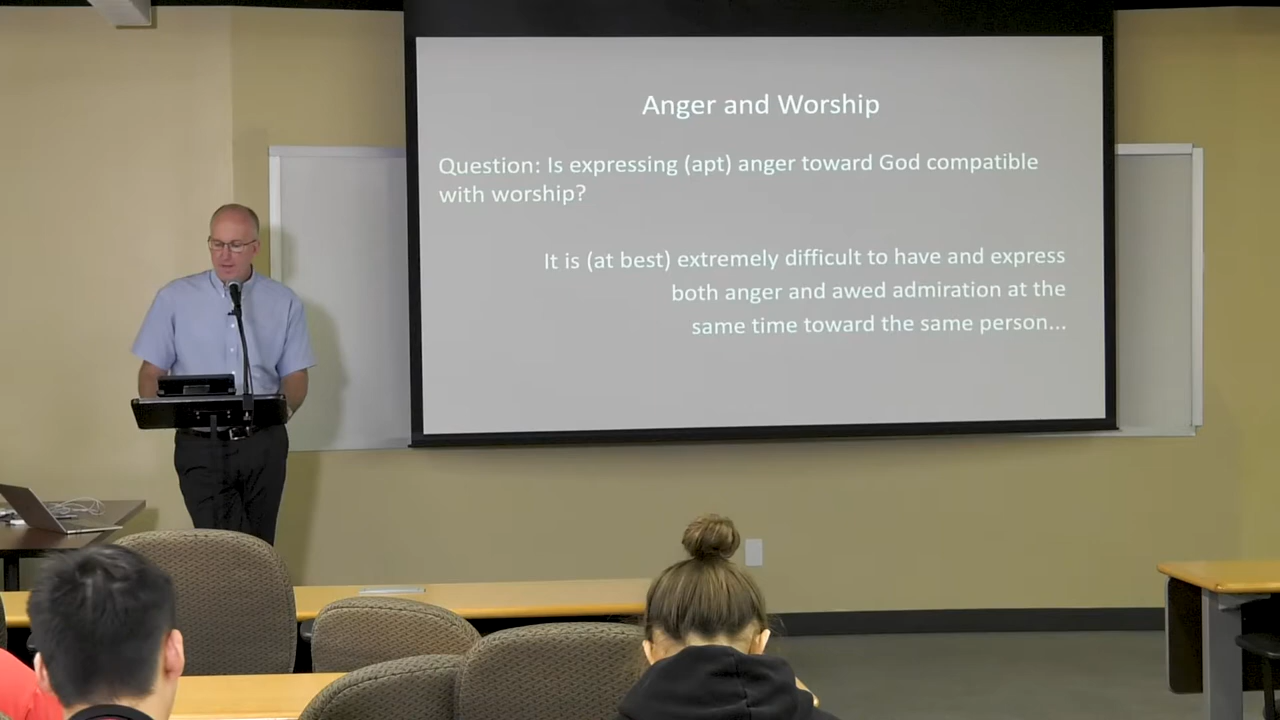 Anger and Worship
Question: Is expressing (apt) anger toward God compatible
with worship?
It is (at best) extremely difficult to have and express
both anger and awed admiration at the
same time toward the same person...